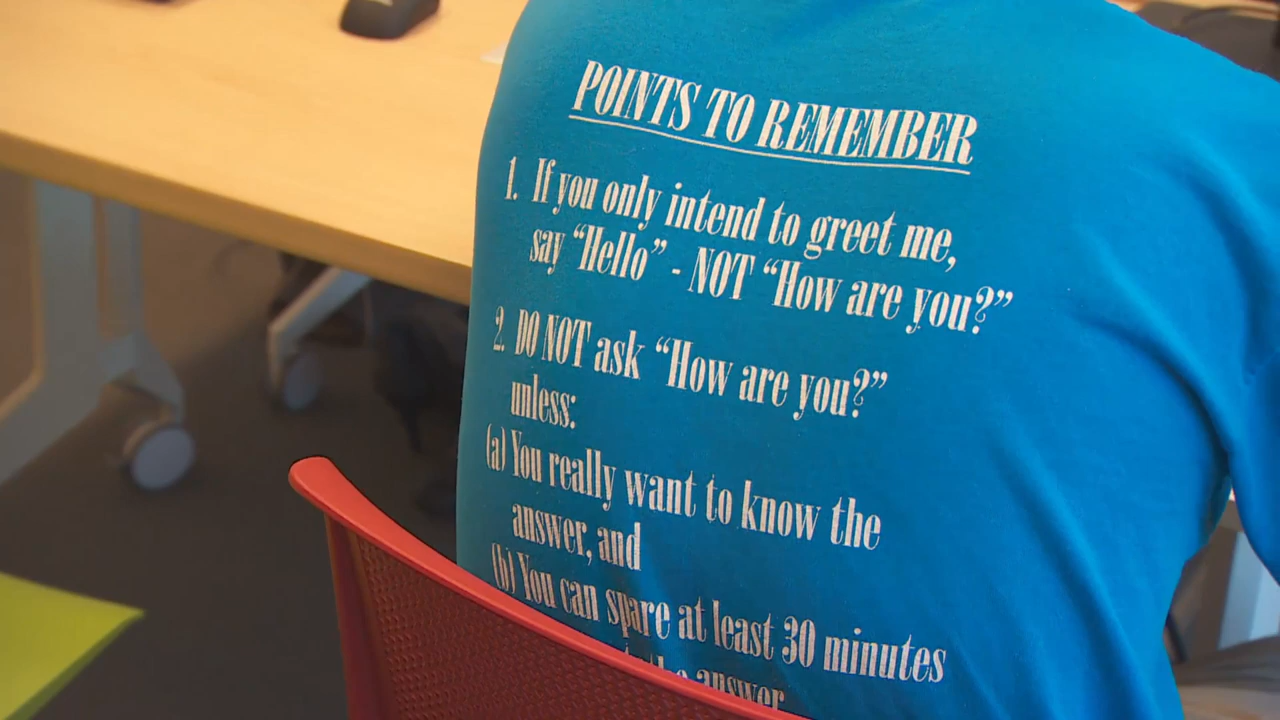 POINTS TO REMEMBER
1. If you only intend to greet me,
say “Hello” - NOT “How are you?”
2. DO NOT ask “How are you?”
unless:
(a) You really want to know the
answer, and
(b) You can spare at least 30 minutes
the answer